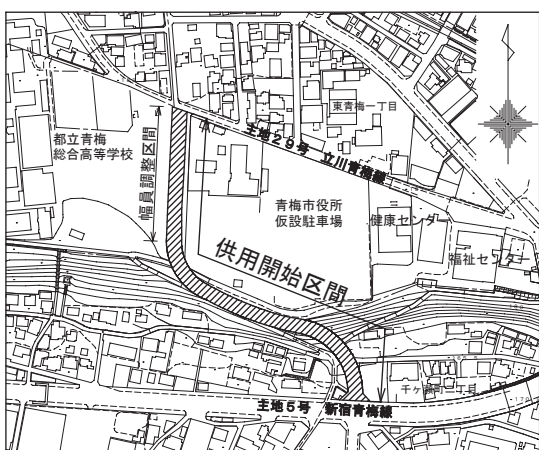 東青梅一丁目
都立青梅
総合高等学校
幅員調整区間
主地29号 立川青梅線
青梅市役所
仮設駐車場
健康センター
福祉センター
供用開始区間
千ヶ瀬町二丁目
主地5号 新宿青梅線